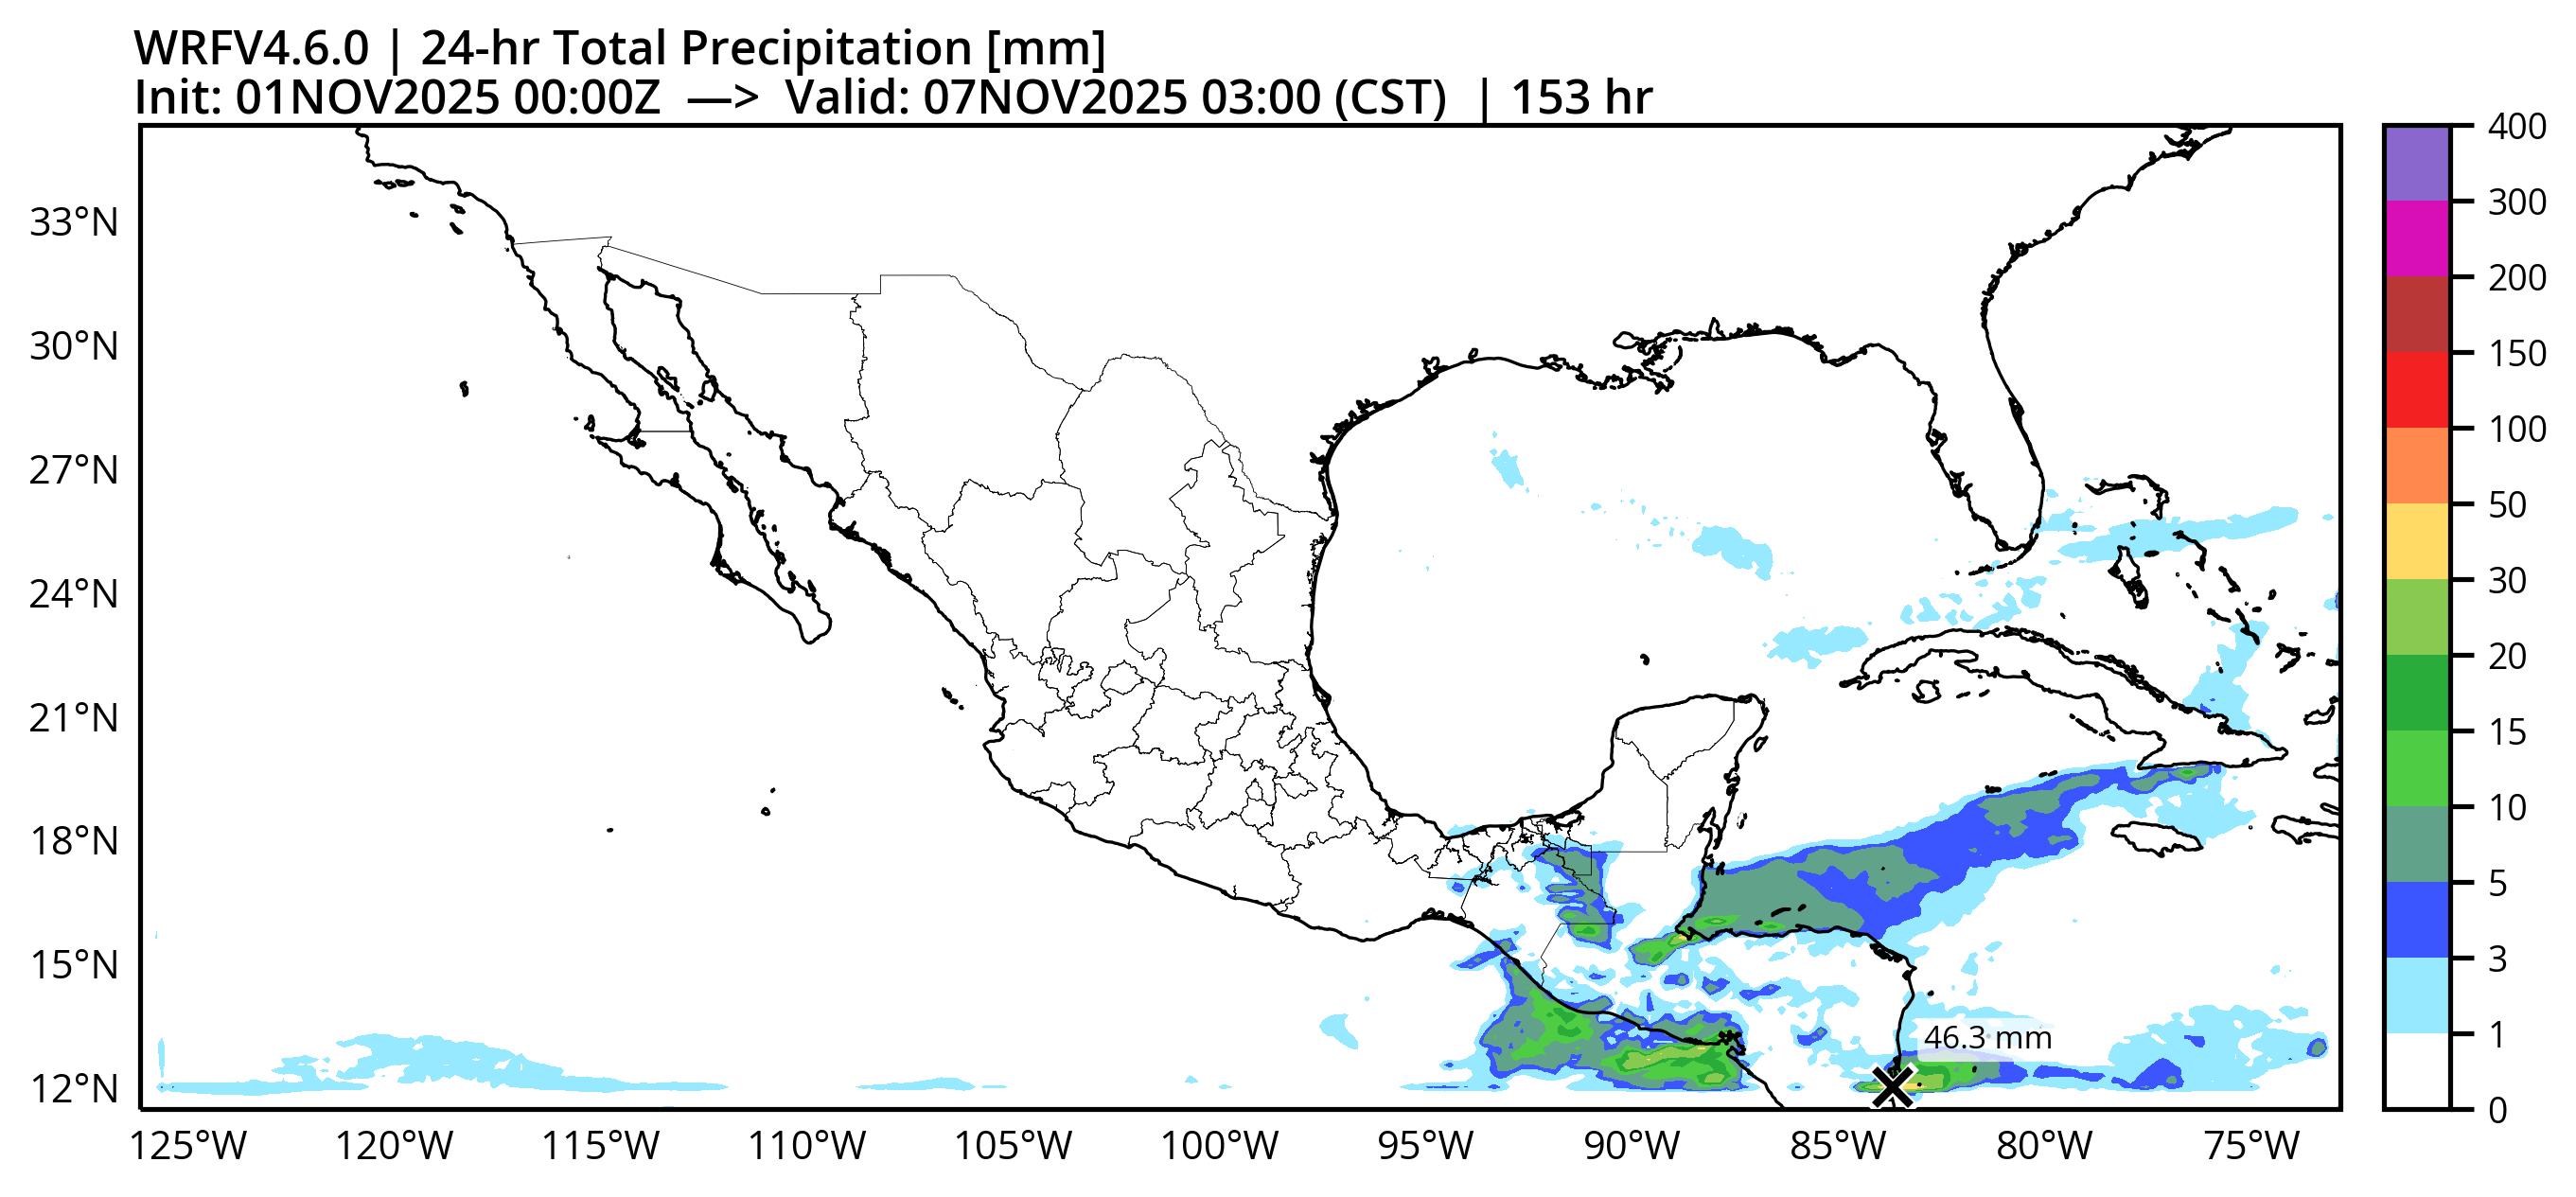 WRFV4.6.0 | 24-hr Total Precipitation [mm]
Init: 01NOV2025 00:00Z —> Valid: 07NOV2025 03:00 (CST) | 153 hr
33°N
30°N
27°N
24°N
21°N
18°N
15°N
12°N
125°W 120°W 115°W 110°W 105°W 100°W 95°W 90°W 85°W 80°W 75°W
46.3 mm
400
300
200
150
100
50
30
20
15
10
5
3
1
0